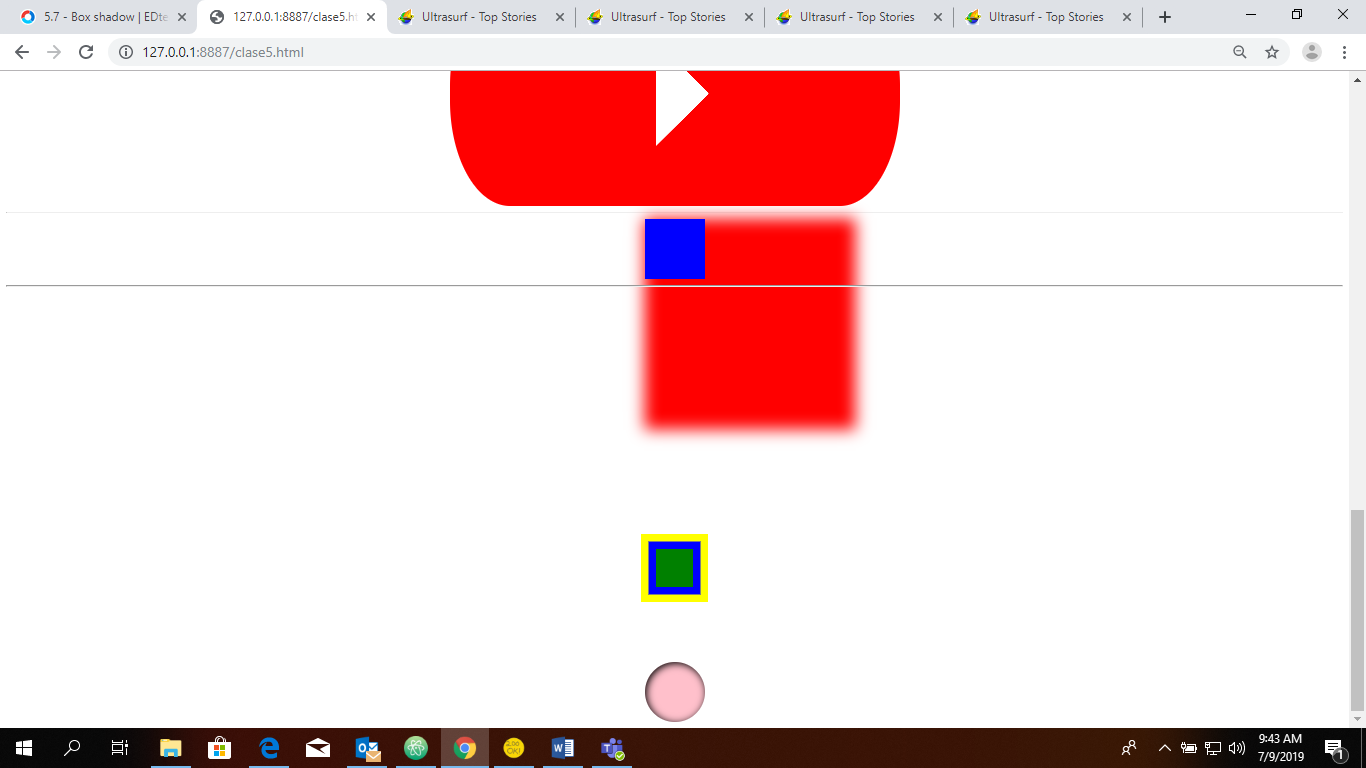 5.7 - Box shadow | EDte
127.0.0.1:8887/clase5.h
Ultrasurf - Top Stories
Ultrasurf - Top Stories
Ultrasurf - Top Stories
Ultrasurf - Top Stories
127.0.0.1:8887/clase5.html
9:43 AM
7/9/2019
1